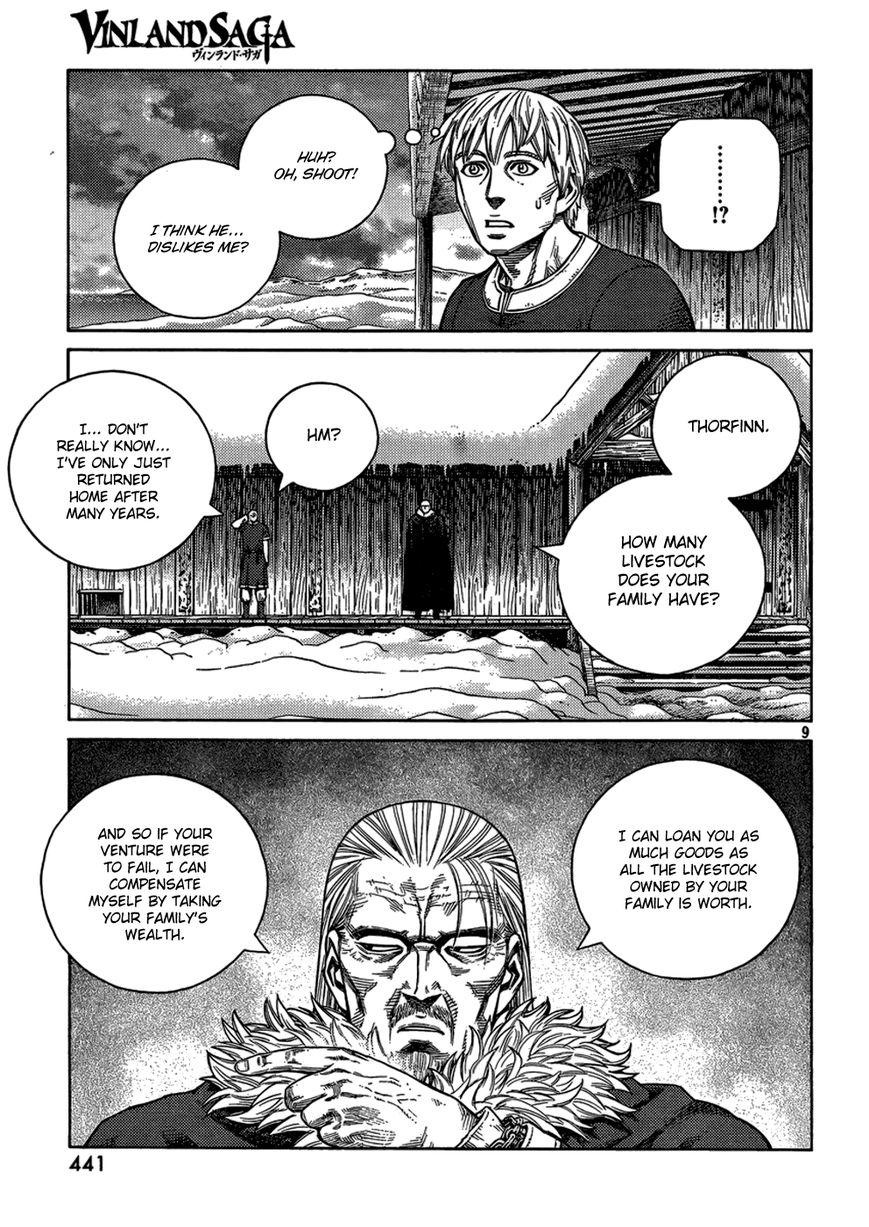 VINLAND SAGA
ヴィンランド・サガ
………
!?
HUH?
OH, SHOOT!
I THINK HE...
DISLIKES ME?
THORFINN.
HOW MANY
LIVESTOCK
DOES YOUR
FAMILY HAVE?
HM?
I... DON'T
REALLY KNOW...
I'VE ONLY JUST
RETURNED
HOME AFTER
MANY YEARS.
9
I CAN LOAN YOU AS
MUCH GOODS AS
ALL THE LIVESTOCK
OWNED BY YOUR
FAMILY IS WORTH.
AND SO IF YOUR
VENTURE WERE
TO FAIL, I CAN
COMPENSATE
MYSELF BY TAKING
YOUR FAMILY'S
WEALTH.
441